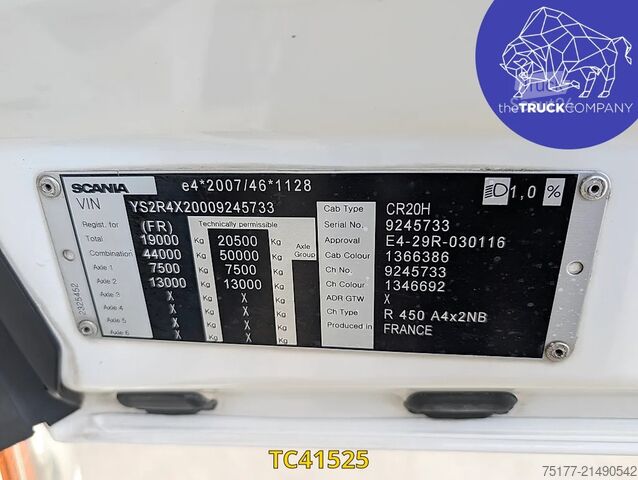 theTRUCKCOMPANY
SCANIA e4*2007/46*1128 1,0 %
VIN YS2R4X20009245733
Regist. for (FR) Technically permissible
Total 19000 Kg 20500 Kg Axle Group
Combination 44000 Kg 50000 Kg
Axle 1 7500 Kg 7500 Kg
Axle 2 13000 Kg 13000 Kg
Axle 3 X Kg X Kg
Axle 4 X Kg X Kg
Axle 5 X Kg X Kg
Axle 6 X Kg X Kg
2325452
Cab Type CR20H
Serial No. 9245733
Approval E4-29R-030116
Cab Colour 1366386
Ch No. 9245733
Ch Colour 1346692
ADR GTW X
Ch Type R 450 A4x2NB
Produced in FRANCE
TC41525
75177-21490542